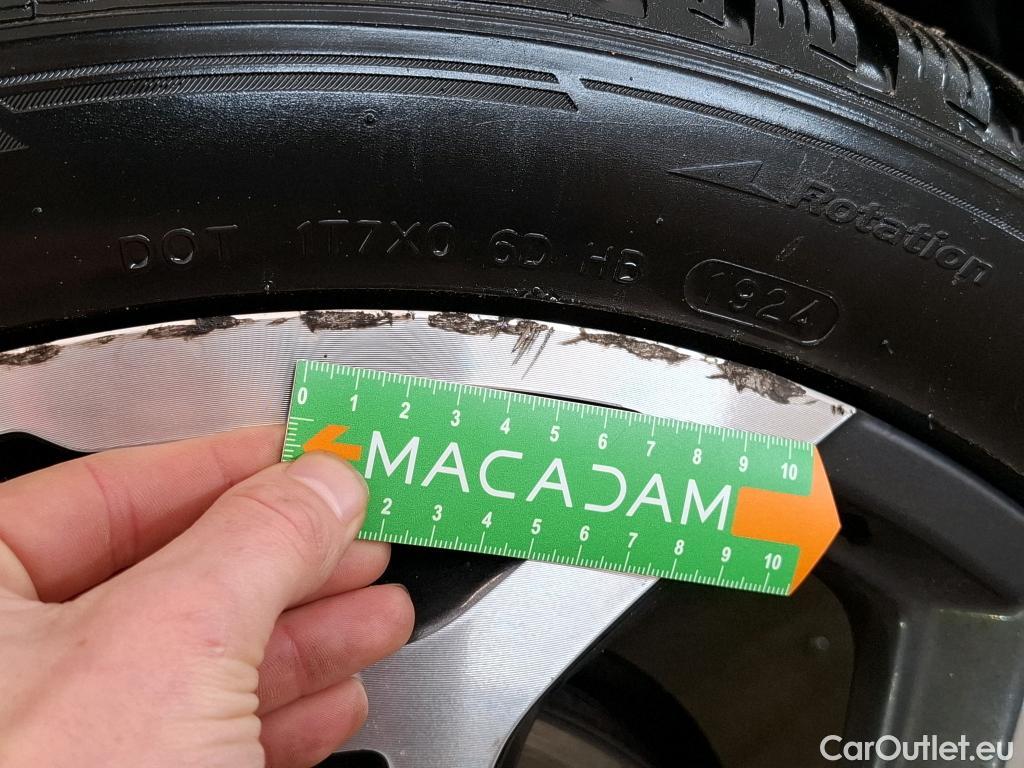 Rotation
DOT 1T7X0 6D HB 1924
0 1 2 3 4 5 6 7 8 9 10
MACADAM
2 3 4 5 6 7 8 9 10
CarOutlet.eu